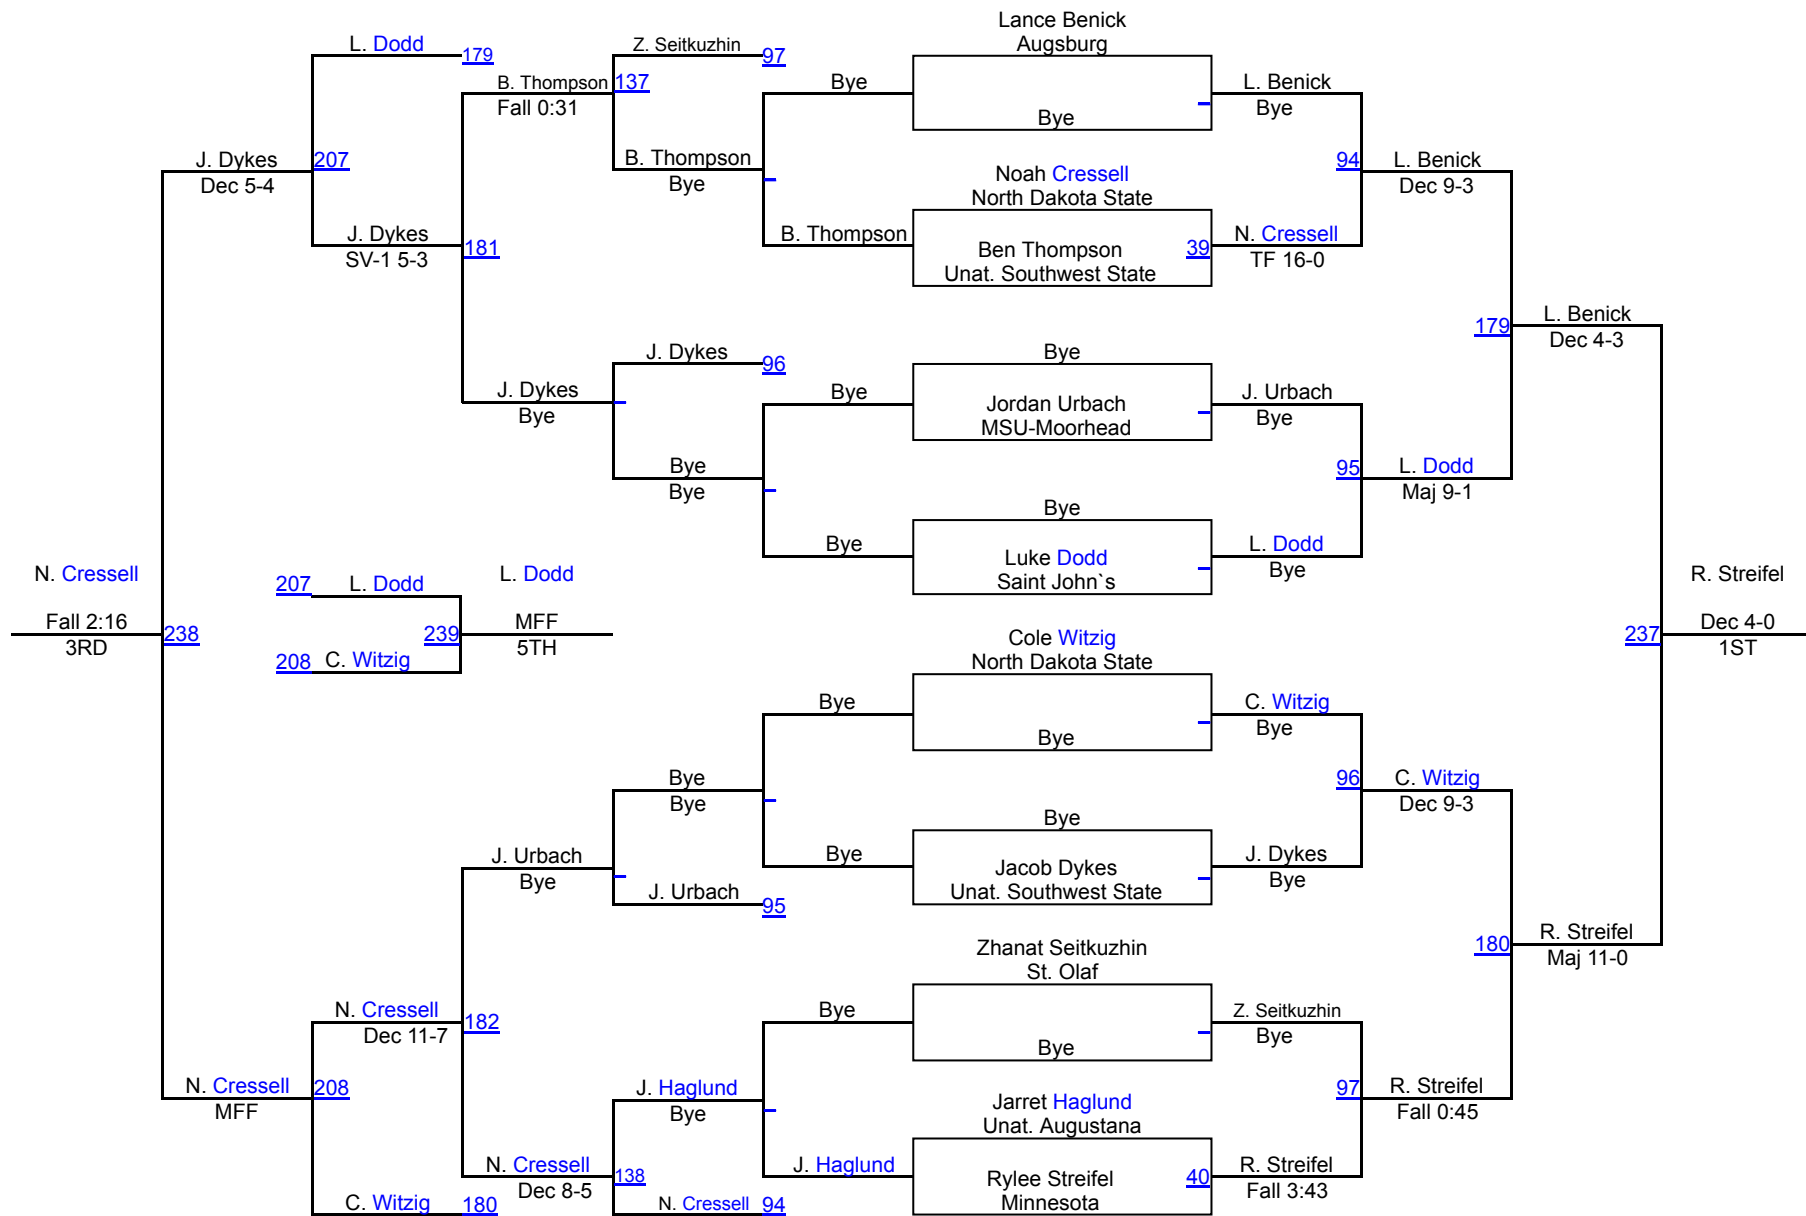 Lance Benick
Augsburg
L. Dodd
179
Z. Seitkuzhin
97
B. Thompson
137
Fall 0:31
Bye
Bye
L. Benick
Bye
J. Dykes
207
Dec 5-4
B. Thompson
Bye
Noah Cressell
North Dakota State
94
L. Benick
Dec 9-3
J. Dykes
181
SV-1 5-3
B. Thompson
Ben Thompson
Unat. Southwest State
39
N. Cressell
TF 16-0
179
L. Benick
Dec 4-3
J. Dykes
96
Bye
J. Dykes
Bye
Bye
Jordan Urbach
MSU-Moorhead
J. Urbach
Bye
Bye
Bye
95
L. Dodd
Maj 9-1
Bye
Bye
Luke Dodd
Saint John`s
L. Dodd
Bye
N. Cressell
Fall 2:16
3RD
238
207
L. Dodd
208
C. Witzig
239
L. Dodd
MFF
5TH
R. Streifel
237
Dec 4-0
1ST
Cole Witzig
North Dakota State
Bye
Bye
C. Witzig
Bye
Bye
Bye
96
C. Witzig
Dec 9-3
Bye
J. Urbach
Bye
Bye
Jacob Dykes
Unat. Southwest State
J. Dykes
Bye
J. Urbach
95
180
R. Streifel
Maj 11-0
Zhanat Seitkuzhin
St. Olaf
N. Cressell
182
Dec 11-7
Bye
Bye
Z. Seitkuzhin
Bye
N. Cressell
208
MFF
J. Haglund
Bye
Jarret Haglund
Unat. Augustana
97
R. Streifel
Fall 0:45
N. Cressell
138
Dec 8-5
J. Haglund
Rylee Streifel
Minnesota
40
R. Streifel
Fall 3:43
C. Witzig
180
N. Cressell
94